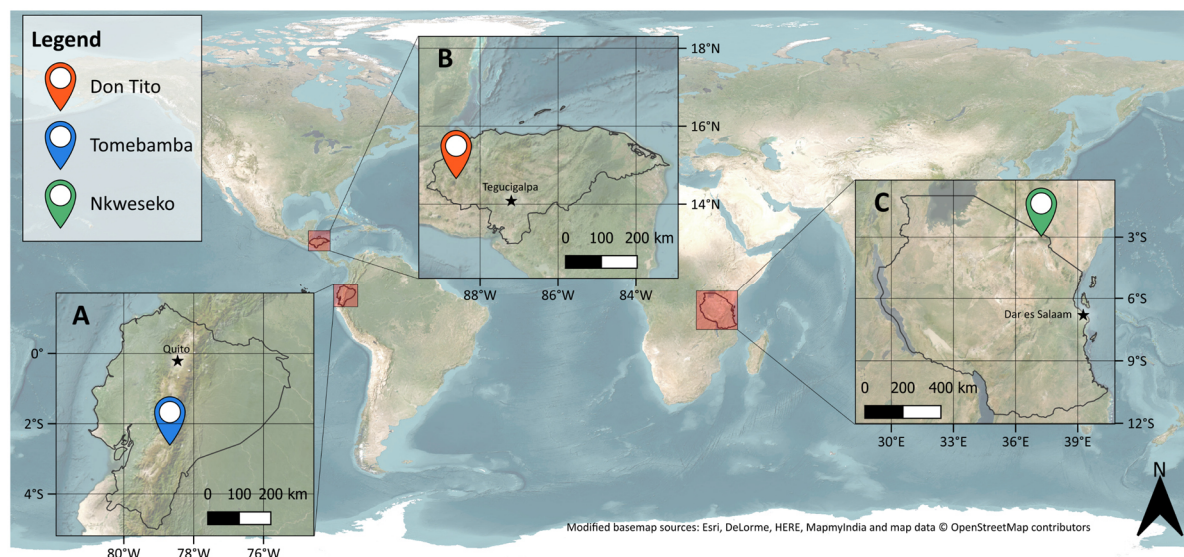 Legend
Don Tito
Tomebamba
Nkweseko
B
18°N
16°N
14°N
Tegucigalpa
0 100 200 km
88°W 86°W 84°W
A
Quito
0°
2°S
4°S
0 100 200 km
80°W 78°W 76°W
C
3°S
6°S
9°S
12°S
Dar es Salaam
0 200 400 km
30°E 33°E 36°E 39°E
N
Modified basemap sources: Esri, DeLorme, HERE, MapmyIndia and map data © OpenStreetMap contributors